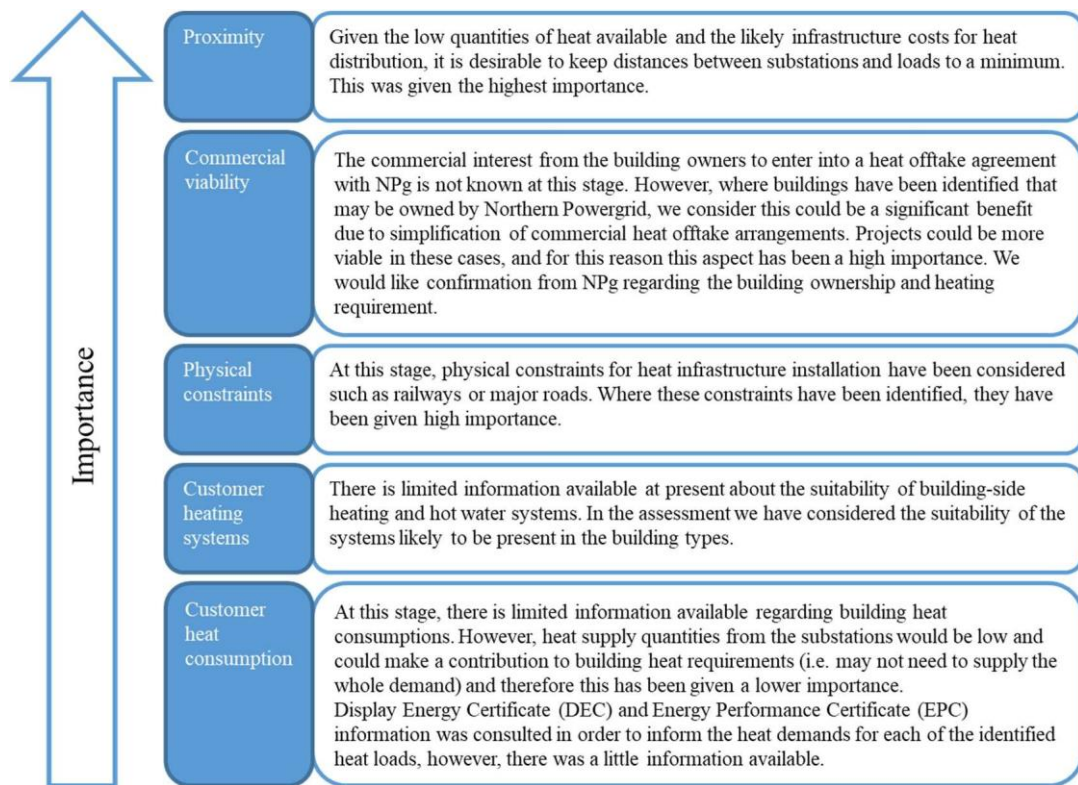 Importance
Proximity
Given the low quantities of heat available and the likely infrastructure costs for heat
distribution, it is desirable to keep distances between substations and loads to a minimum.
This was given the highest importance.
Commercial
viability
The commercial interest from the building owners to enter into a heat offtake agreement
with NPg is not known at this stage. However, where buildings have been identified that
may be owned by Northern Powergrid, we consider this could be a significant benefit
due to simplification of commercial heat offtake arrangements. Projects could be more
viable in these cases, and for this reason this aspect has been a high importance. We
would like confirmation from NPg regarding the building ownership and heating
requirement.
Physical
constraints
At this stage, physical constraints for heat infrastructure installation have been considered
such as railways or major roads. Where these constraints have been identified, they have
been given high importance.
Customer
heating
systems
There is limited information available at present about the suitability of building-side
heating and hot water systems. In the assessment we have considered the suitability of the
systems likely to be present in the building types.
Customer
heat
consumption
At this stage, there is limited information available regarding building heat
consumptions. However, heat supply quantities from the substations would be low and
could make a contribution to building heat requirements (i.e. may not need to supply the
whole demand) and therefore this has been given a lower importance.
Display Energy Certificate (DEC) and Energy Performance Certificate (EPC)
information was consulted in order to inform the heat demands for each of the identified
heat loads, however, there was a little information available.